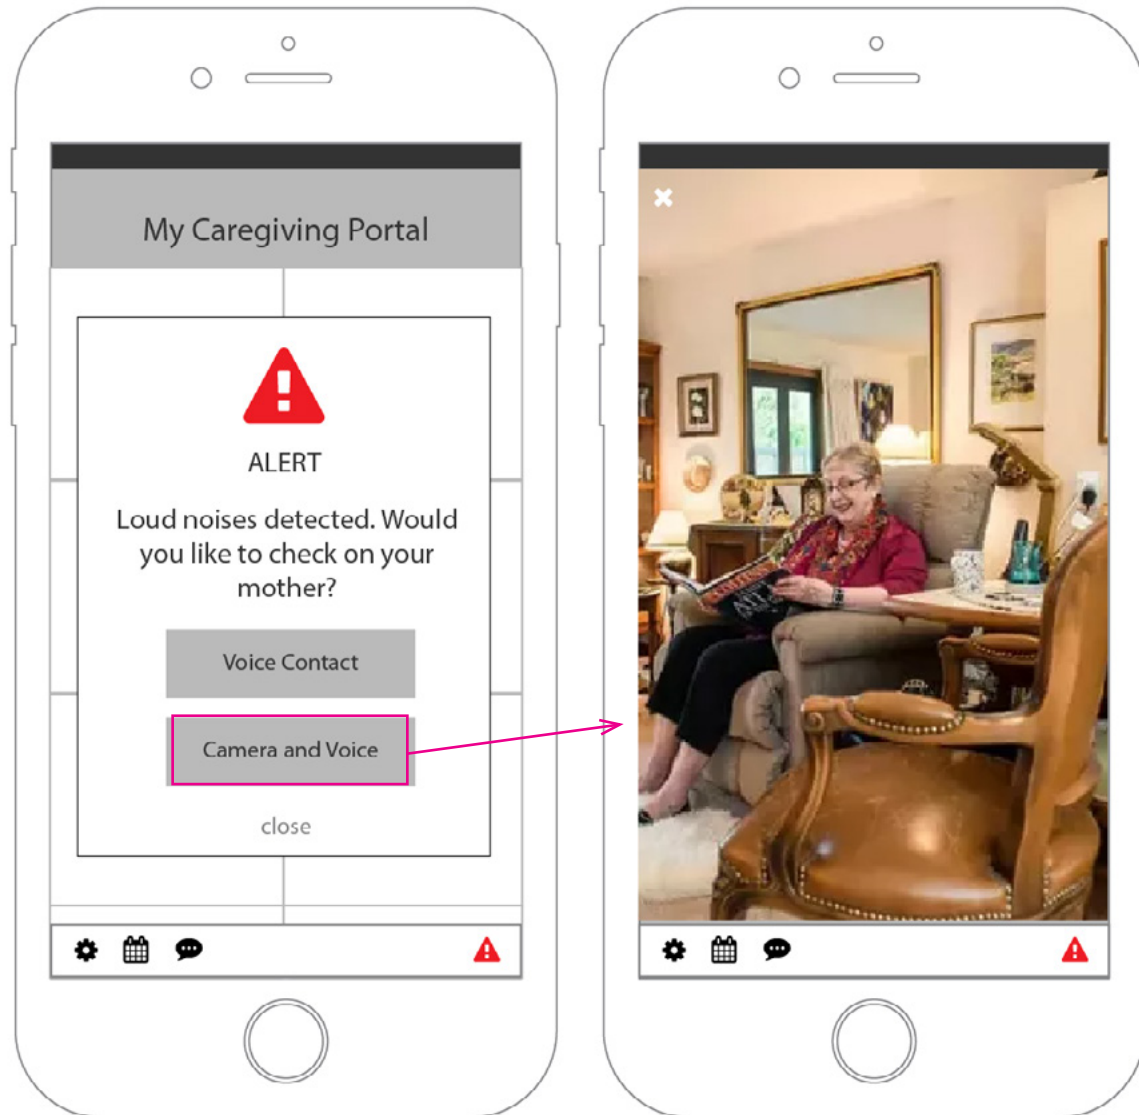 My Caregiving Portal
ALERT
Loud noises detected. Would
you like to check on your
mother?
Voice Contact
Camera and Voice
close